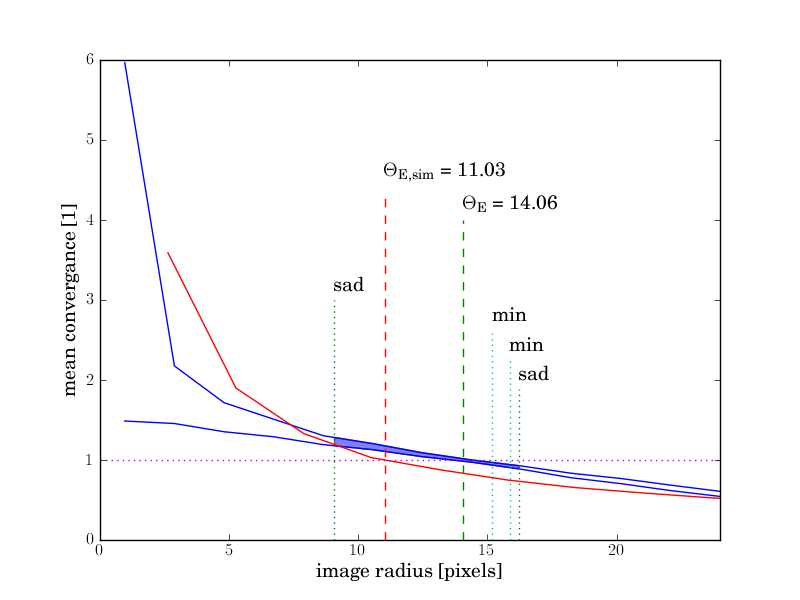 6
5
4
3
2
1
0
0 5 10 15 20
mean convergance [1]
image radius [pixels]
Θ_E,sim = 11.03
Θ_E = 14.06
sad
min
min
sad